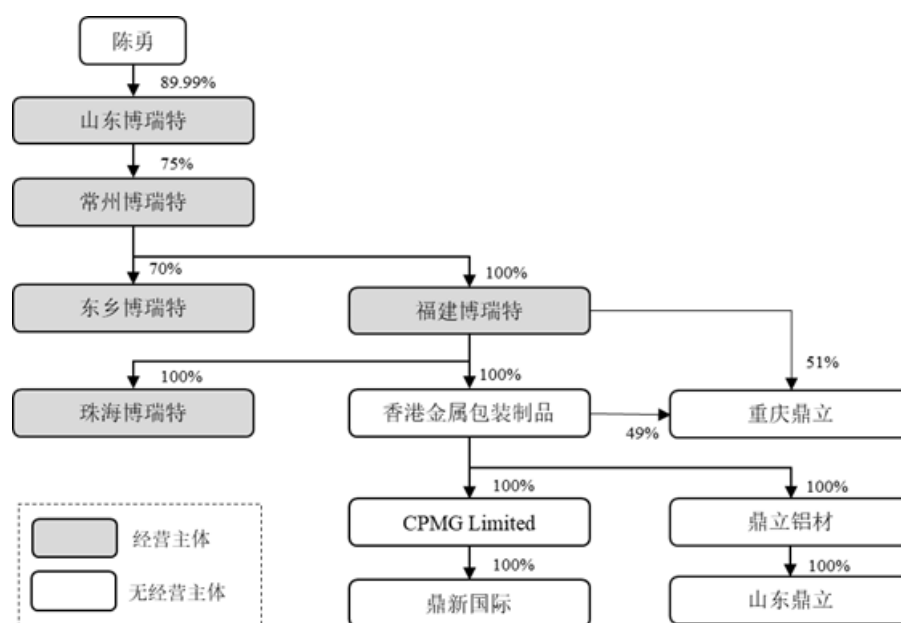 陈勇
89.99%
山东博瑞特
75%
常州博瑞特
70%
100%
东乡博瑞特
福建博瑞特
51%
100%
100%
珠海博瑞特
香港金属包装制品
49%
重庆鼎立
100%
100%
CPMG Limited
鼎立铝材
100%
100%
鼎新国际
山东鼎立
经营主体
无经营主体